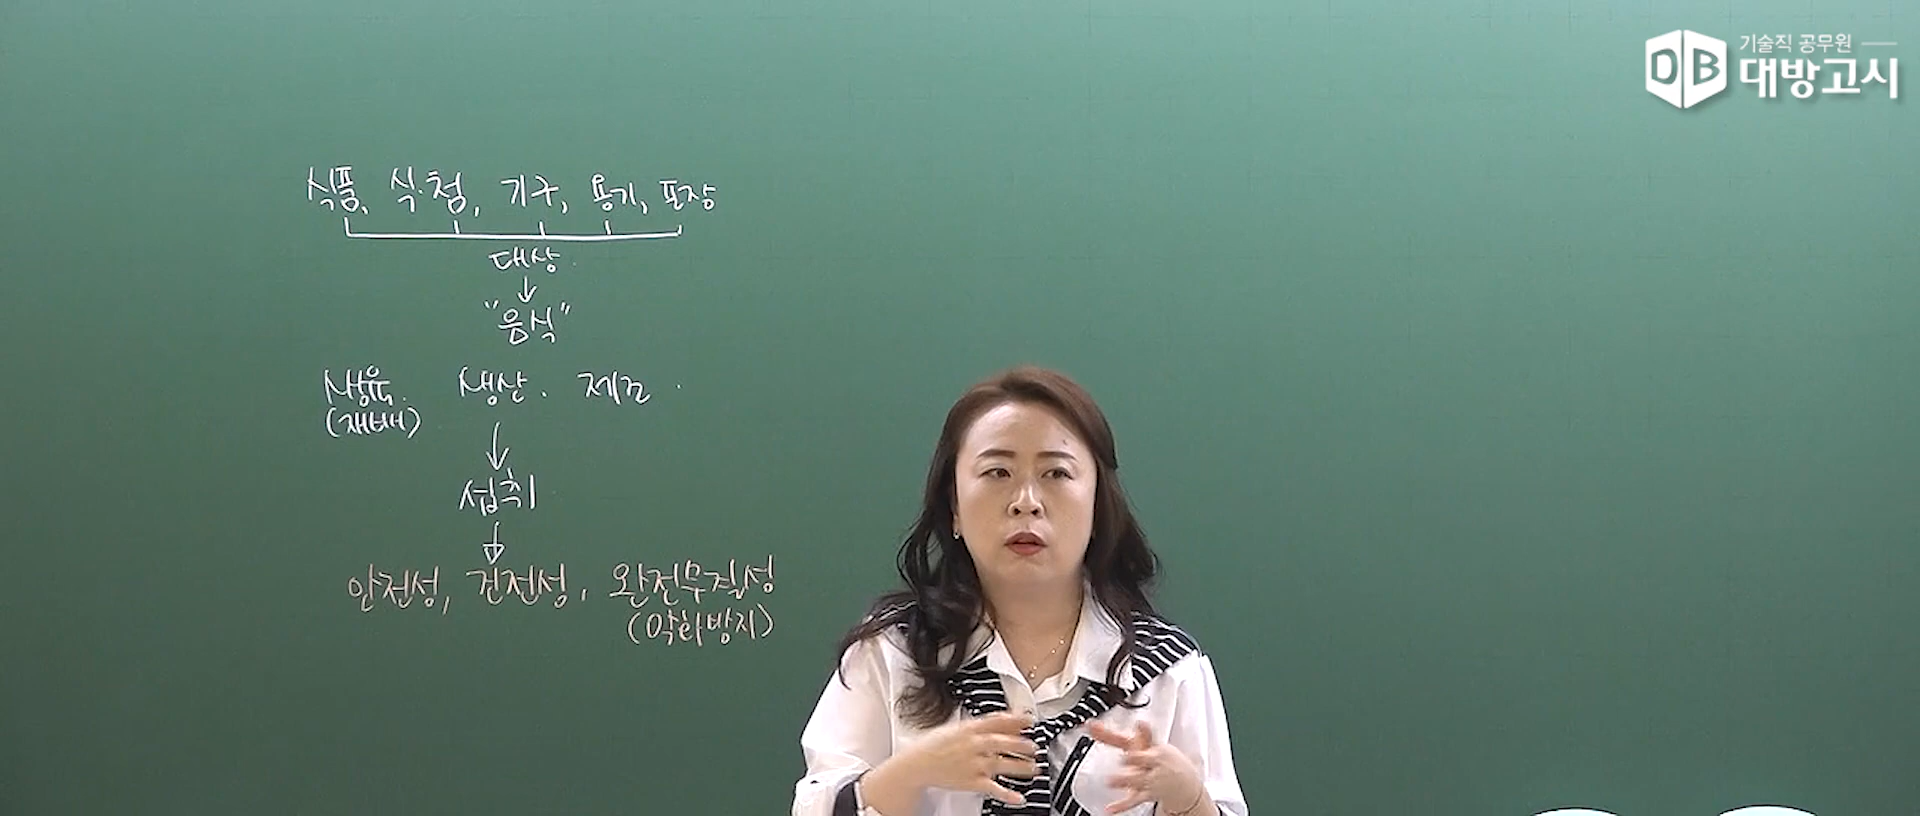 기술직 공무원
DB 대방고시
식품, 식·첨, 기구, 용기, 포장
대상
↓
"음식"
사육. 생산. 제조.
(재배)
↓
섭취
↓
안전성, 건전성, 완전무결성
(악화방지)